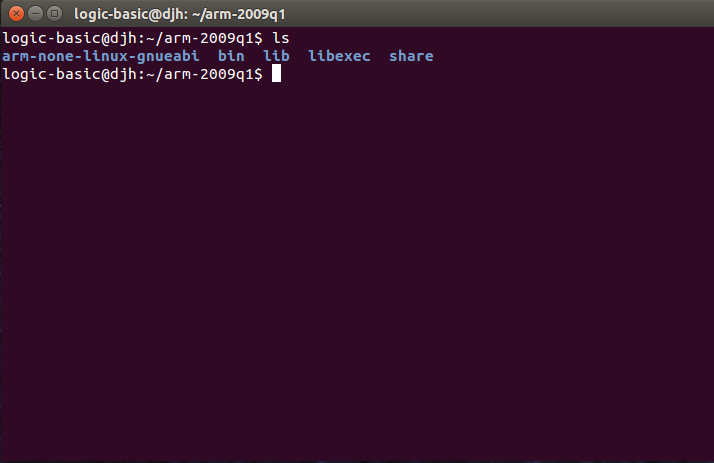 logic-basic@djh: ~/arm-2009q1
logic-basic@djh:~/arm-2009q1$ ls
arm-none-linux-gnueabi  bin  lib  libexec  share
logic-basic@djh:~/arm-2009q1$